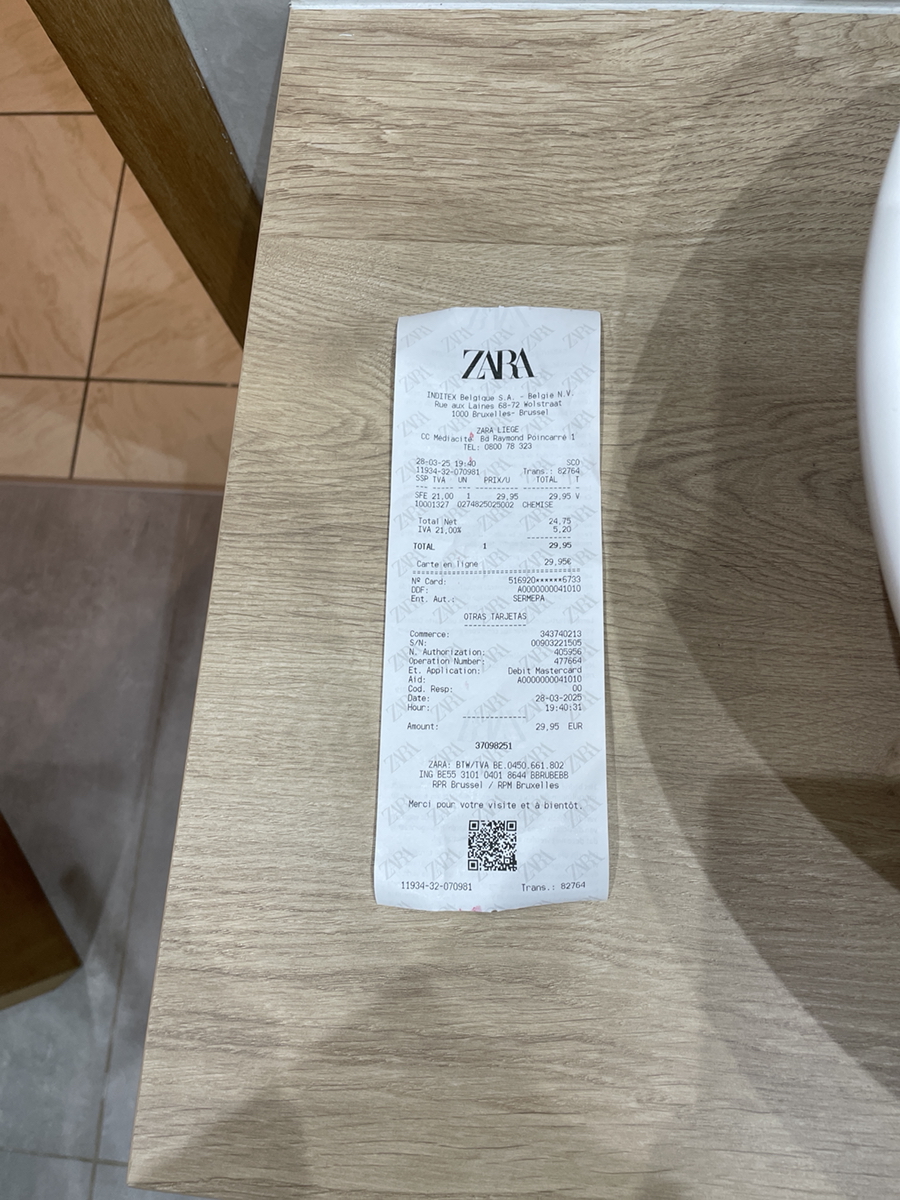 ZARA
INDITEX Belgique S.A. - Belgie N.V.
Rue aux Laines 68-72 Wolstraat
1000 Bruxelles- Brussel
ZARA LIEGE
CC Médiacité Bd Raymond Poincarré 1
TEL: 0800 78 323
28-03-25 19:40 SCO
11934-32-070981 Trans.: 82764
SSP TVA UN PRIX/U TOTAL T
SFE 21,00 1 29,95 29,95 V
10001327 0274825025002 CHEMISE
Total Net 24,75
IVA 21,00% 5,20
TOTAL 1 29,95
Carte en ligne 29,95€
Nº Card: 516920******6733
DDF: A0000000041010
Ent. Aut.: SERMEPA
OTRAS TARJETAS
Commerce: 343740213
S/N: 00903221505
N. Authorization: 405956
Operation Number: 477664
Et. Application: Debit Mastercard
Aid: A0000000041010
Cod. Resp: 00
Date: 28-03-2025
Hour: 19:40:31
Amount: 29,95 EUR
37098251
ZARA: BTW/TVA BE.0450.661.802
ING BE55 3101 0401 8644 BBRUBEBB
RPR Brussel / RPM Bruxelles
Merci pour votre visite et à bientôt.
11934-32-070981 Trans.: 82764